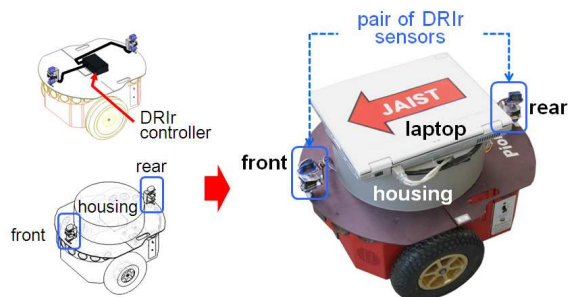 DRIr
controller
rear
housing
front
pair of DRIr
sensors
JAIST
laptop
rear
front
housing
Pio